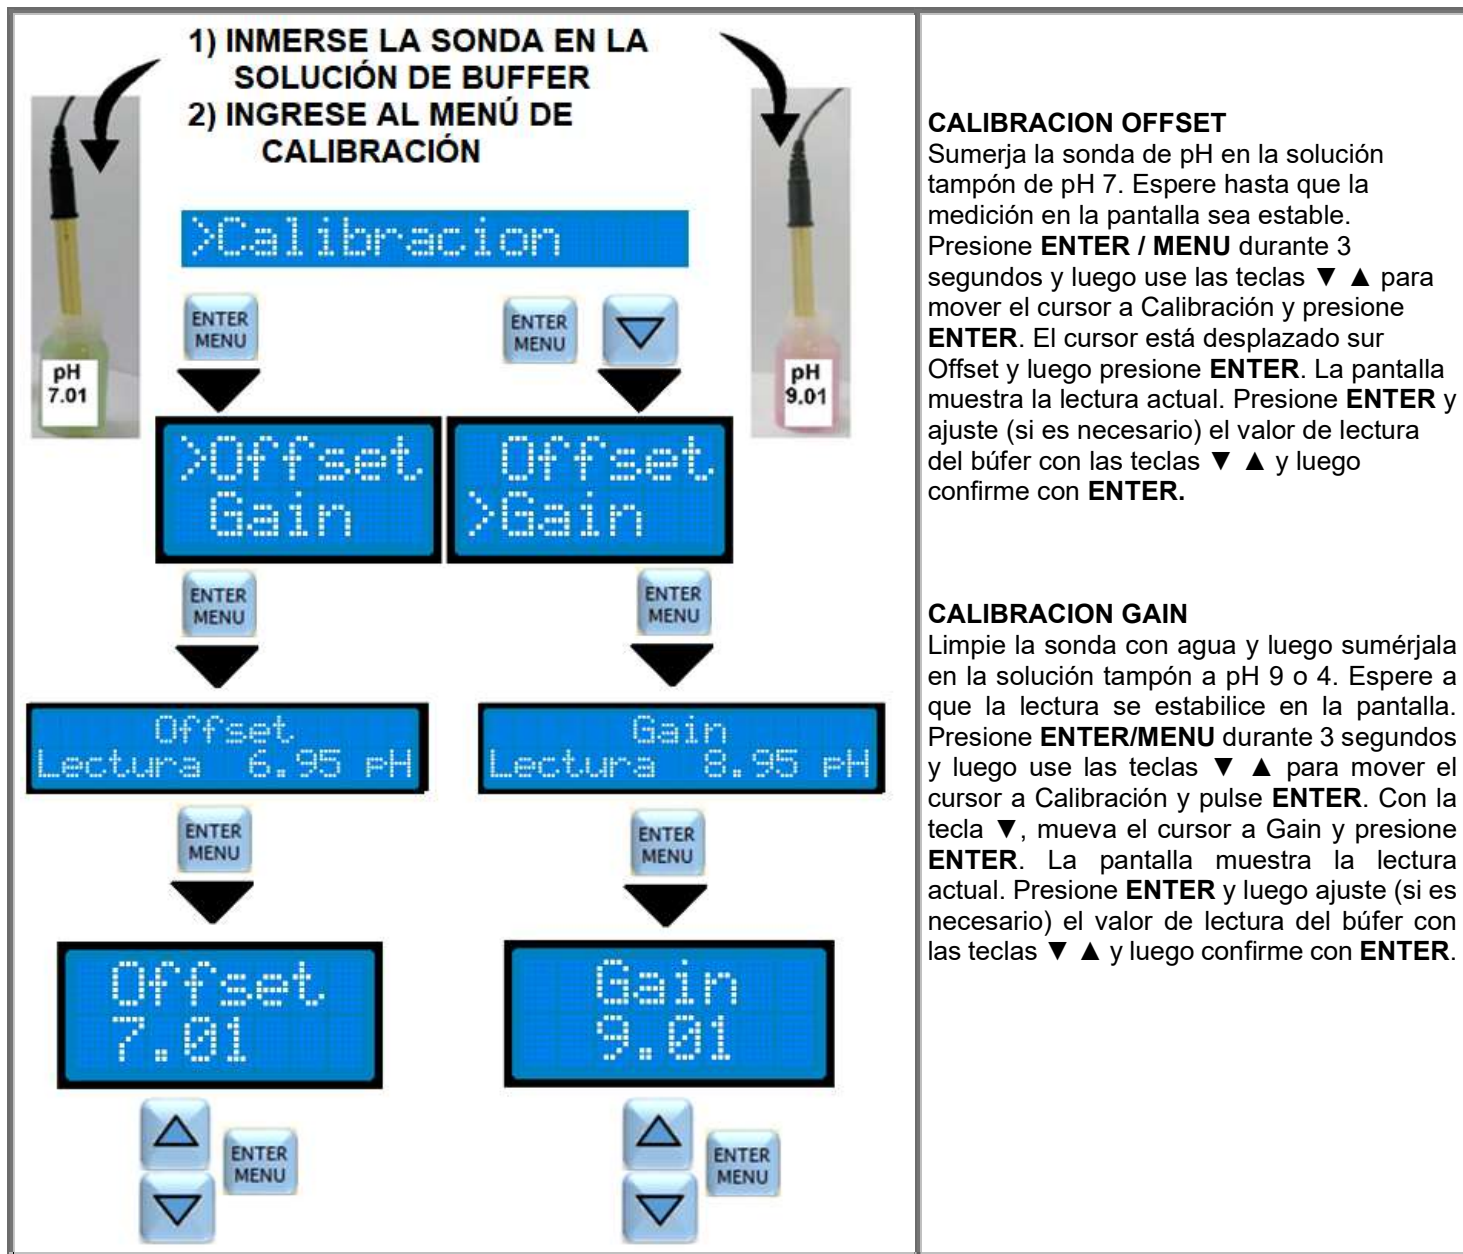 1) INMERSE LA SONDA EN LA
SOLUCIÓN DE BUFFER
2) INGRESE AL MENÚ DE
CALIBRACIÓN
>Calibracion
ENTER
MENU
ENTER
MENU
▼
pH
7.01
pH
9.01
>Offset
Gain
Offset
>Gain
ENTER
MENU
ENTER
MENU
Offset
Lectura 6.95 pH
Gain
Lectura 8.95 pH
ENTER
MENU
ENTER
MENU
Offset
7.01
Gain
9.01
ENTER
MENU
ENTER
MENU
CALIBRACION OFFSET
Sumerja la sonda de pH en la solución
tampón de pH 7. Espere hasta que la
medición en la pantalla sea estable.
Presione ENTER / MENU durante 3
segundos y luego use las teclas ▼ ▲ para
mover el cursor a Calibración y presione
ENTER. El cursor está desplazado sur
Offset y luego presione ENTER. La pantalla
muestra la lectura actual. Presione ENTER y
ajuste (si es necesario) el valor de lectura
del búfer con las teclas ▼ ▲ y luego
confirme con ENTER.
CALIBRACION GAIN
Limpie la sonda con agua y luego sumérjala
en la solución tampón a pH 9 o 4. Espere a
que la lectura se estabilice en la pantalla.
Presione ENTER/MENU durante 3 segundos
y luego use las teclas ▼ ▲ para mover el
cursor a Calibración y pulse ENTER. Con la
tecla ▼, mueva el cursor a Gain y presione
ENTER. La pantalla muestra la lectura
actual. Presione ENTER y luego ajuste (si es
necesario) el valor de lectura del búfer con
las teclas ▼ ▲ y luego confirme con ENTER.